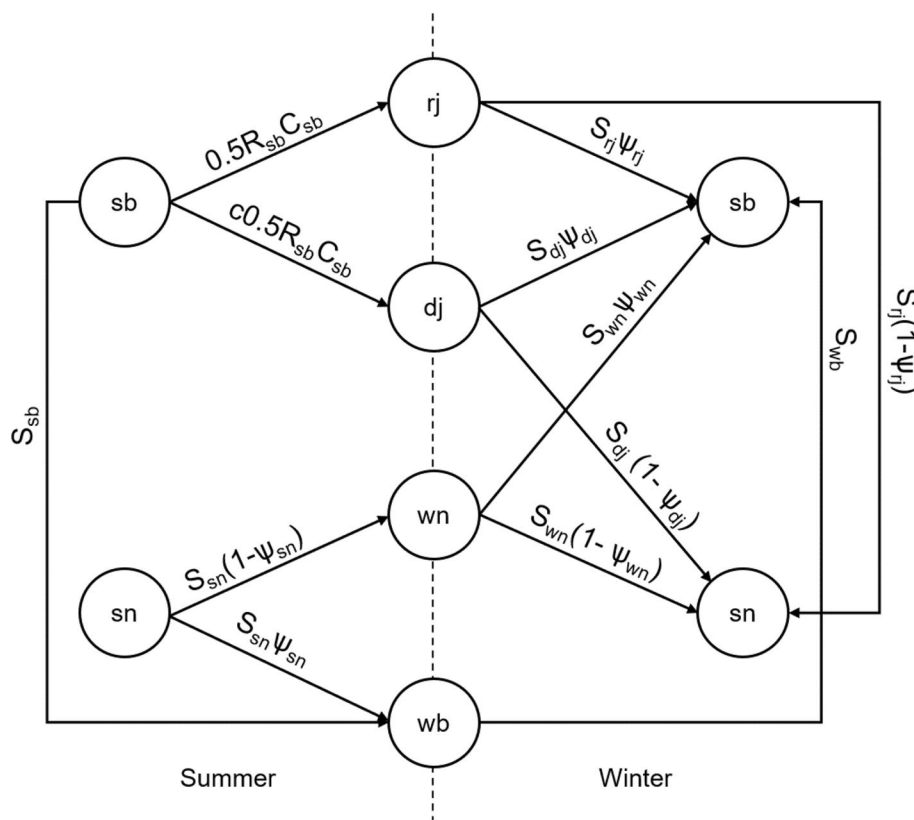 rj
0.5R_sb C_sb
S_rj ψ_rj
sb
sb
c0.5R_sb C_sb
S_dj ψ_dj
dj
S_wn ψ_wn
S_rj(1-ψ_rj)
S_wb
S_sb
S_dj (1- ψ_dj)
wn
S_sn(1-ψ_sn)
S_wn(1- ψ_wn)
sn
sn
S_sn ψ_sn
wb
Summer
Winter